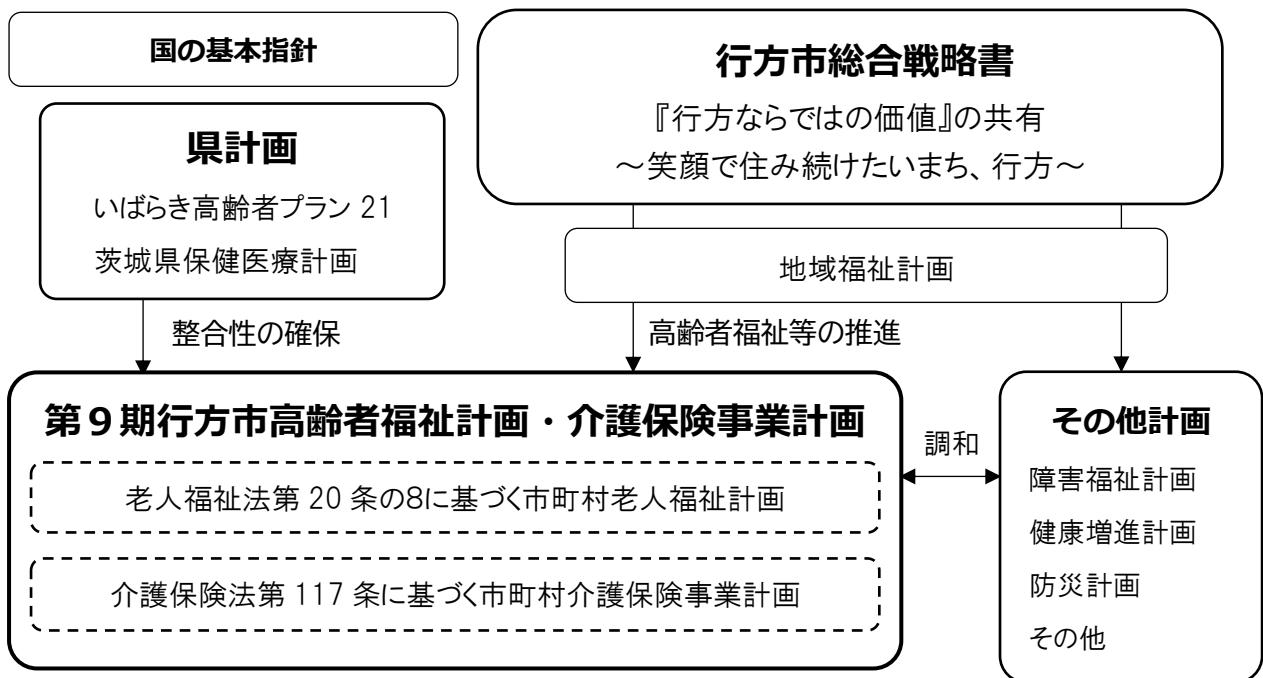 国の基本指針
県計画
いばらき高齢者プラン 21
茨城県保健医療計画
行方市総合戦略書
『行方ならではの価値』の共有
~笑顔で住み続けたいまち、行方~
地域福祉計画
整合性の確保
高齢者福祉等の推進
第9期行方市高齢者福祉計画・介護保険事業計画
老人福祉法第 20 条の8に基づく市町村老人福祉計画
介護保険法第 117 条に基づく市町村介護保険事業計画
調和
その他計画
障害福祉計画
健康増進計画
防災計画
その他